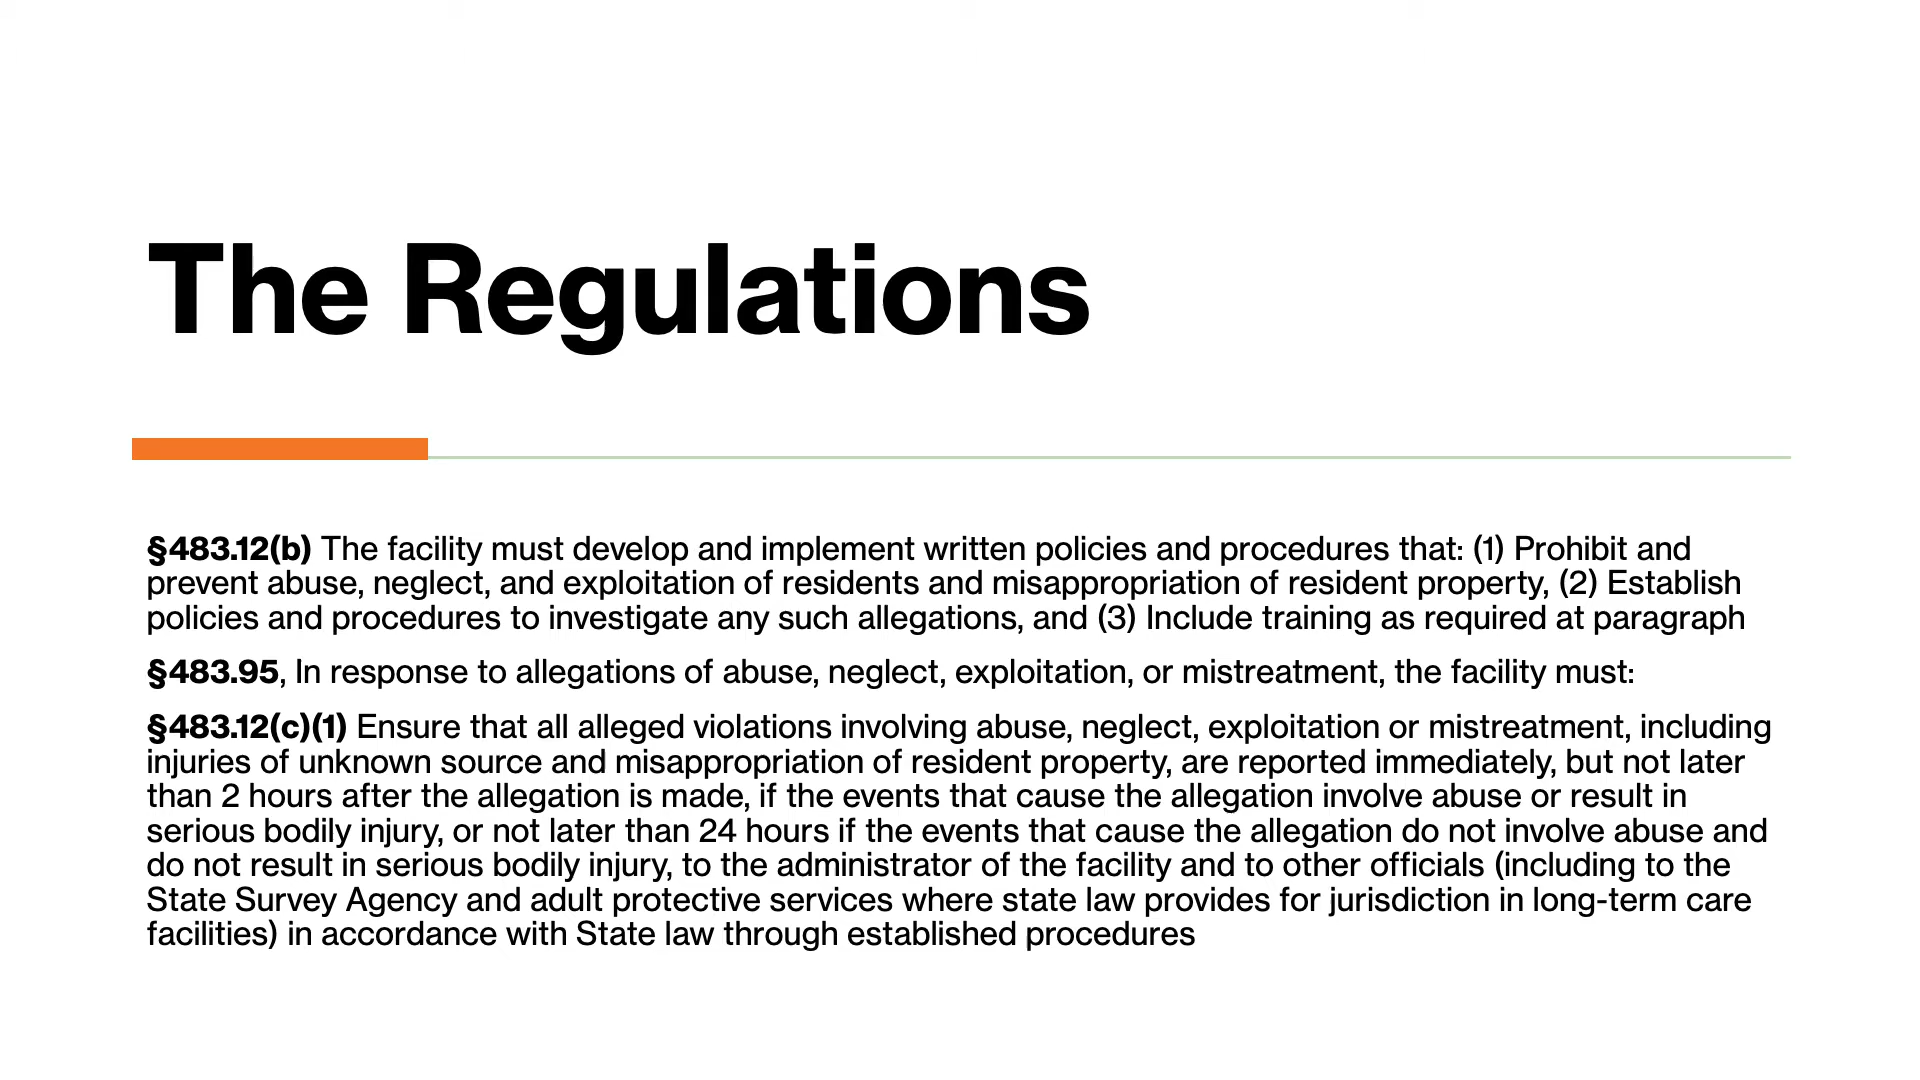 The Regulations
§483.12(b) The facility must develop and implement written policies and procedures that: (1) Prohibit and
prevent abuse, neglect, and exploitation of residents and misappropriation of resident property, (2) Establish
policies and procedures to investigate any such allegations, and (3) Include training as required at paragraph
§483.95, In response to allegations of abuse, neglect, exploitation, or mistreatment, the facility must:
§483.12(c)(1) Ensure that all alleged violations involving abuse, neglect, exploitation or mistreatment, including
injuries of unknown source and misappropriation of resident property, are reported immediately, but not later
than 2 hours after the allegation is made, if the events that cause the allegation involve abuse or result in
serious bodily injury, or not later than 24 hours if the events that cause the allegation do not involve abuse and
do not result in serious bodily injury, to the administrator of the facility and to other officials (including to the
State Survey Agency and adult protective services where state law provides for jurisdiction in long-term care
facilities) in accordance with State law through established procedures